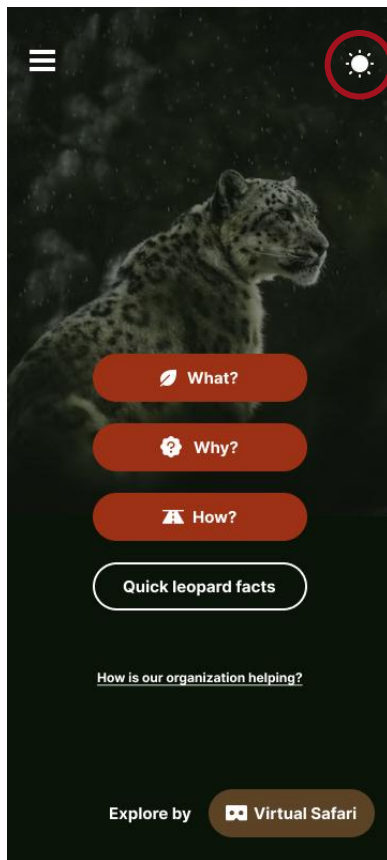 What?
Why?
How?
Quick leopard facts
How is our organization helping?
Explore by Virtual Safari